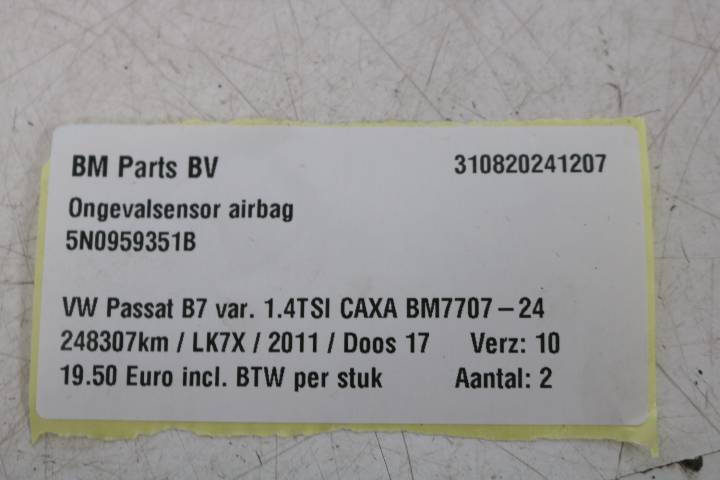 BM Parts BV 310820241207
Ongevalsensor airbag
5N0959351B
VW Passat B7 var. 1.4TSI CAXA BM7707-24
248307km / LK7X / 2011 / Doos 17 Verz: 10
19.50 Euro incl. BTW per stuk Aantal: 2